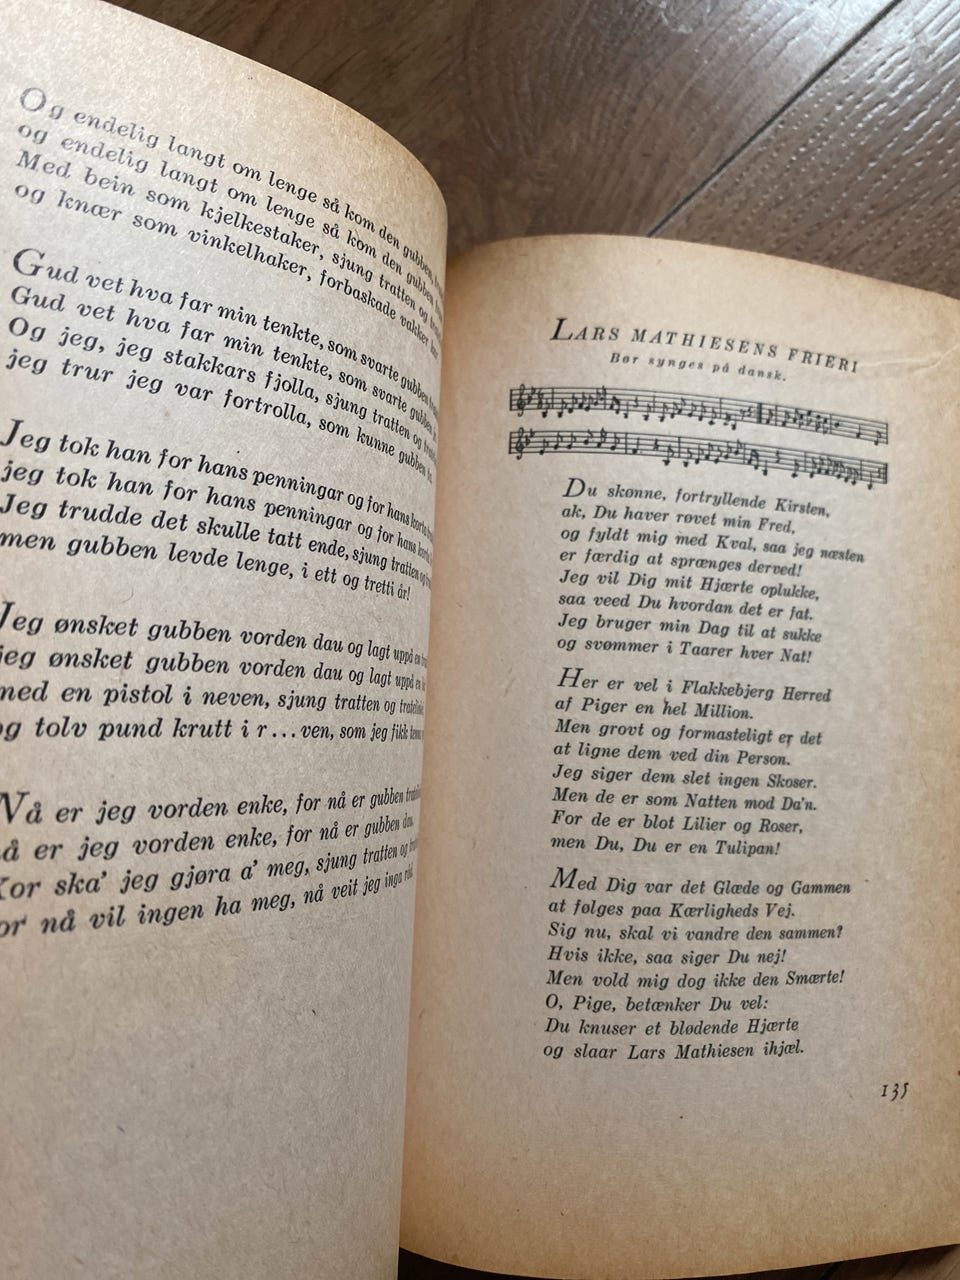 Og endelig langt om lenge så kom den gubben,
og endelig langt om lenge så kom den gubben
Med bein som kjelkestaker, sjung tratten og
og knær som vinkelhaker, forbaskade vakker
Gud vet hva far min tenkte, som svarte gubben
Gud vet hva far min tenkte, som svarte gubben
Og jeg, jeg stakkars fjolla, sjung tratten og
jeg trur jeg var fortrolla, som kunne gubben
Jeg tok han for hans penningar og for hans korte
jeg tok han for hans penningar og for hans korte
Jeg trudde det skulle tatt ende, sjung tratten og
men gubben levde lenge, i ett og tretti år!
Jeg ønsket gubben vorden dau og lagt uppå en
jeg ønsket gubben vorden dau og lagt uppå en
med en pistol i neven, sjung tratten og
og tolv pund krutt i r...ven, som jeg fikk
Nå er jeg vorden enke, for nå er gubben
nå er jeg vorden enke, for nå er gubben dau.
Kor ska' jeg gjøra a' meg, sjung tratten og
for nå vil ingen ha meg, nå veit jeg inga
LARS MATHIESENS FRIERI
Bør synges på dansk.
Du skønne, fortryllende Kirsten,
ak, Du haver røvet min Fred,
og fyldt mig med Kval, saa jeg næsten
er færdig at sprænges derved!
Jeg vil Dig mit Hjærte oplukke,
saa veed Du hvordan det er fat.
Jeg bruger min Dag til at sukke
og svømmer i Taarer hver Nat!
Her er vel i Flakkebjerg Herred
af Piger en hel Million.
Men grovt og formasteligt er det
at ligne dem ved din Person.
Jeg siger dem slet ingen Skoser.
Men de er som Natten mod Da'n.
For de er blot Lilier og Roser,
men Du, Du er en Tulipan!
Med Dig var det Glæde og Gammen
at følges paa Kærligheds Vej.
Sig nu, skal vi vandre den sammen?
Hvis ikke, saa siger Du nej!
Men vold mig dog ikke den Smærte!
O, Pige, betænker Du vel:
Du knuser et blødende Hjærte
og slaar Lars Mathiesen ihjæl.
135